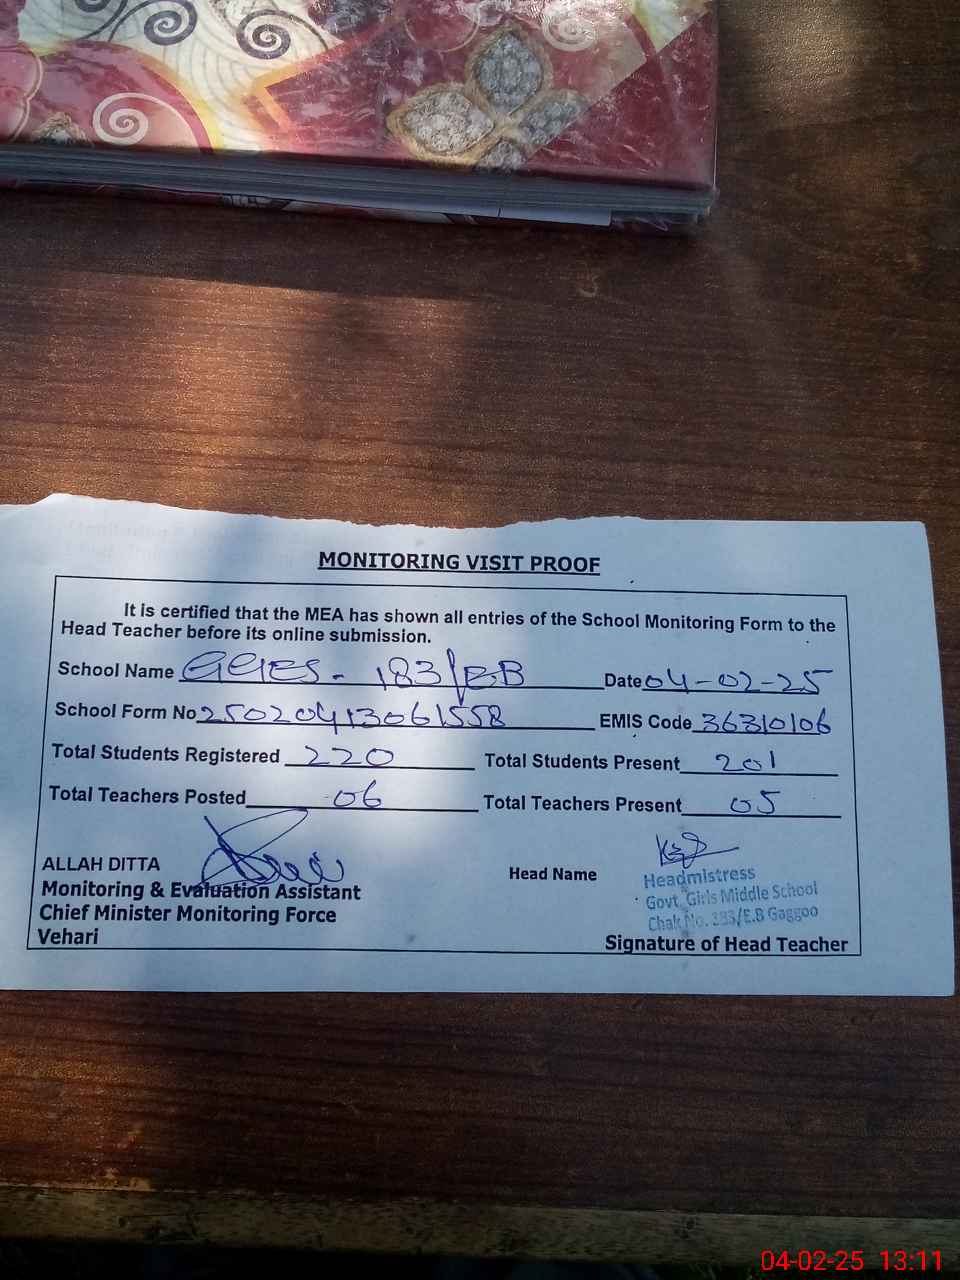 MONITORING VISIT PROOF
It is certified that the MEA has shown all entries of the School Monitoring Form to the
Head Teacher before its online submission.
School Name GGES - 183/EB Date 04-02-25
School Form No 25020413061558 EMIS Code 36310106
Total Students Registered 220 Total Students Present 201
Total Teachers Posted 06 Total Teachers Present 05
ALLAH DITTA
Monitoring & Evaluation Assistant
Chief Minister Monitoring Force
Vehari
Head Name
Headmistress
Govt. Girls Middle School
Chak No. /E.B Gaggoo
Signature of Head Teacher
04-02-25 13:11